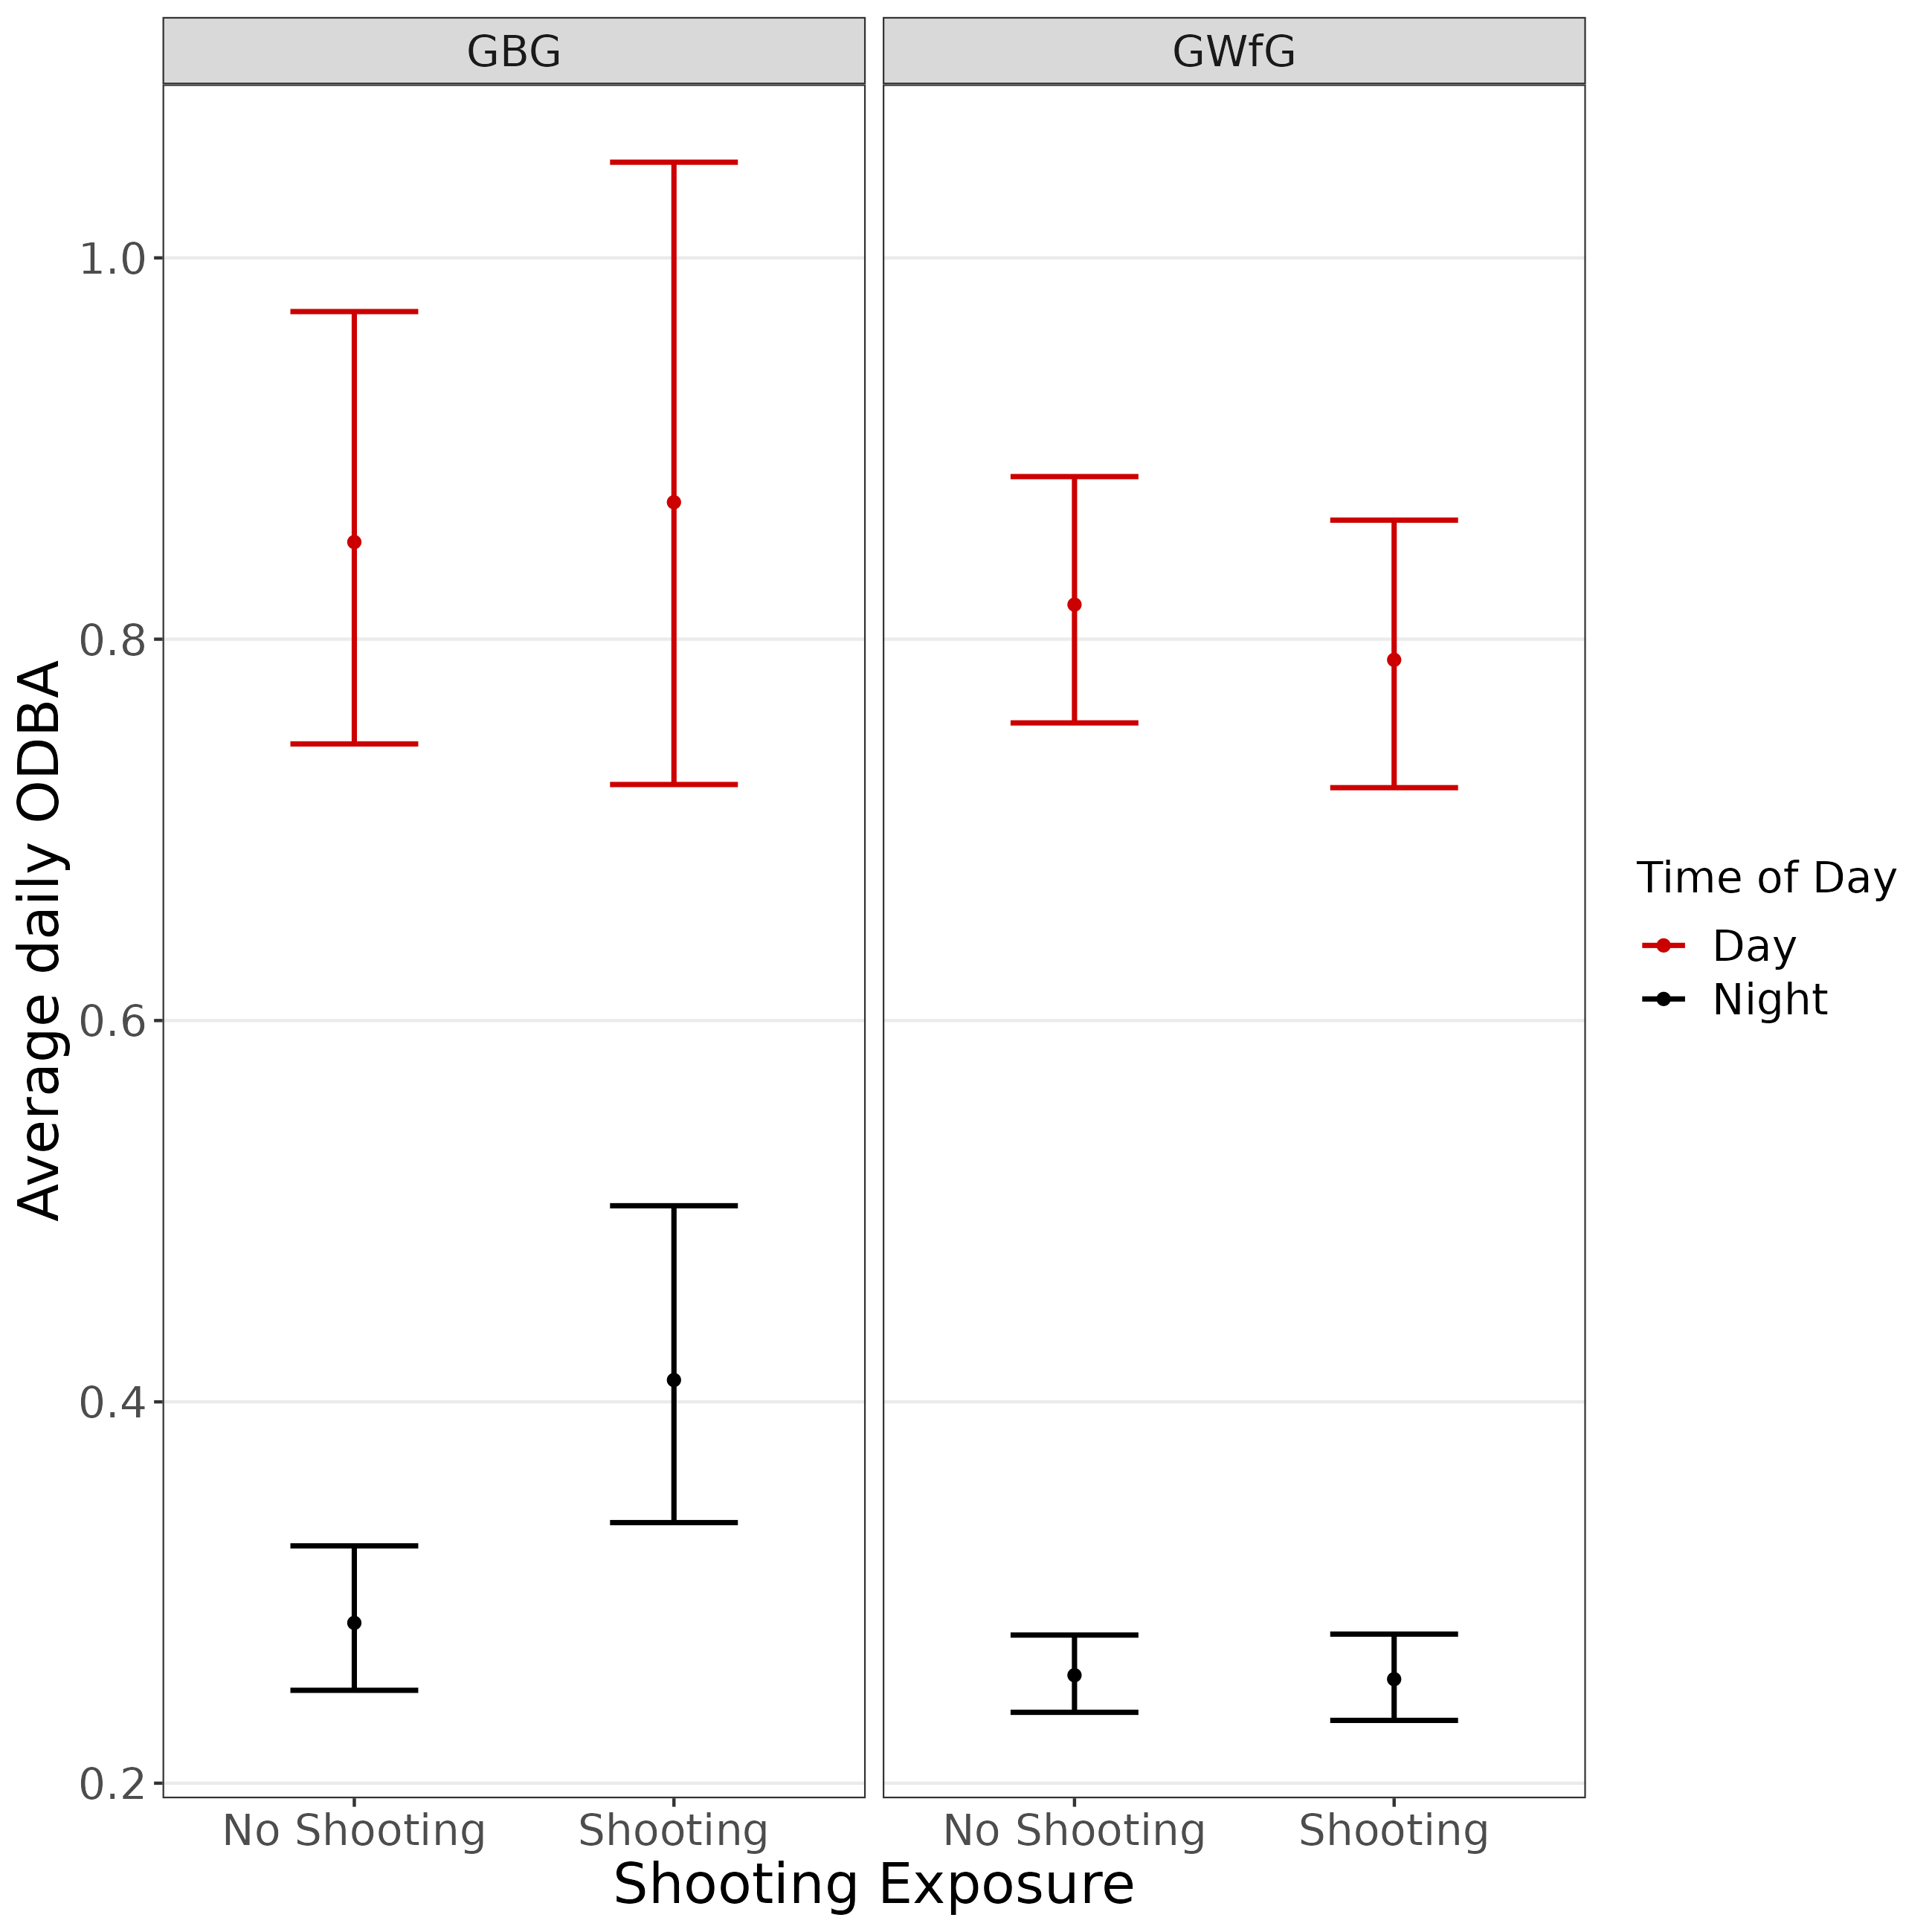 GBG
GWfG
Average daily ODBA
1.0
0.8
0.6
0.4
0.2
No Shooting
Shooting
No Shooting
Shooting
Shooting Exposure
Time of Day
Day
Night